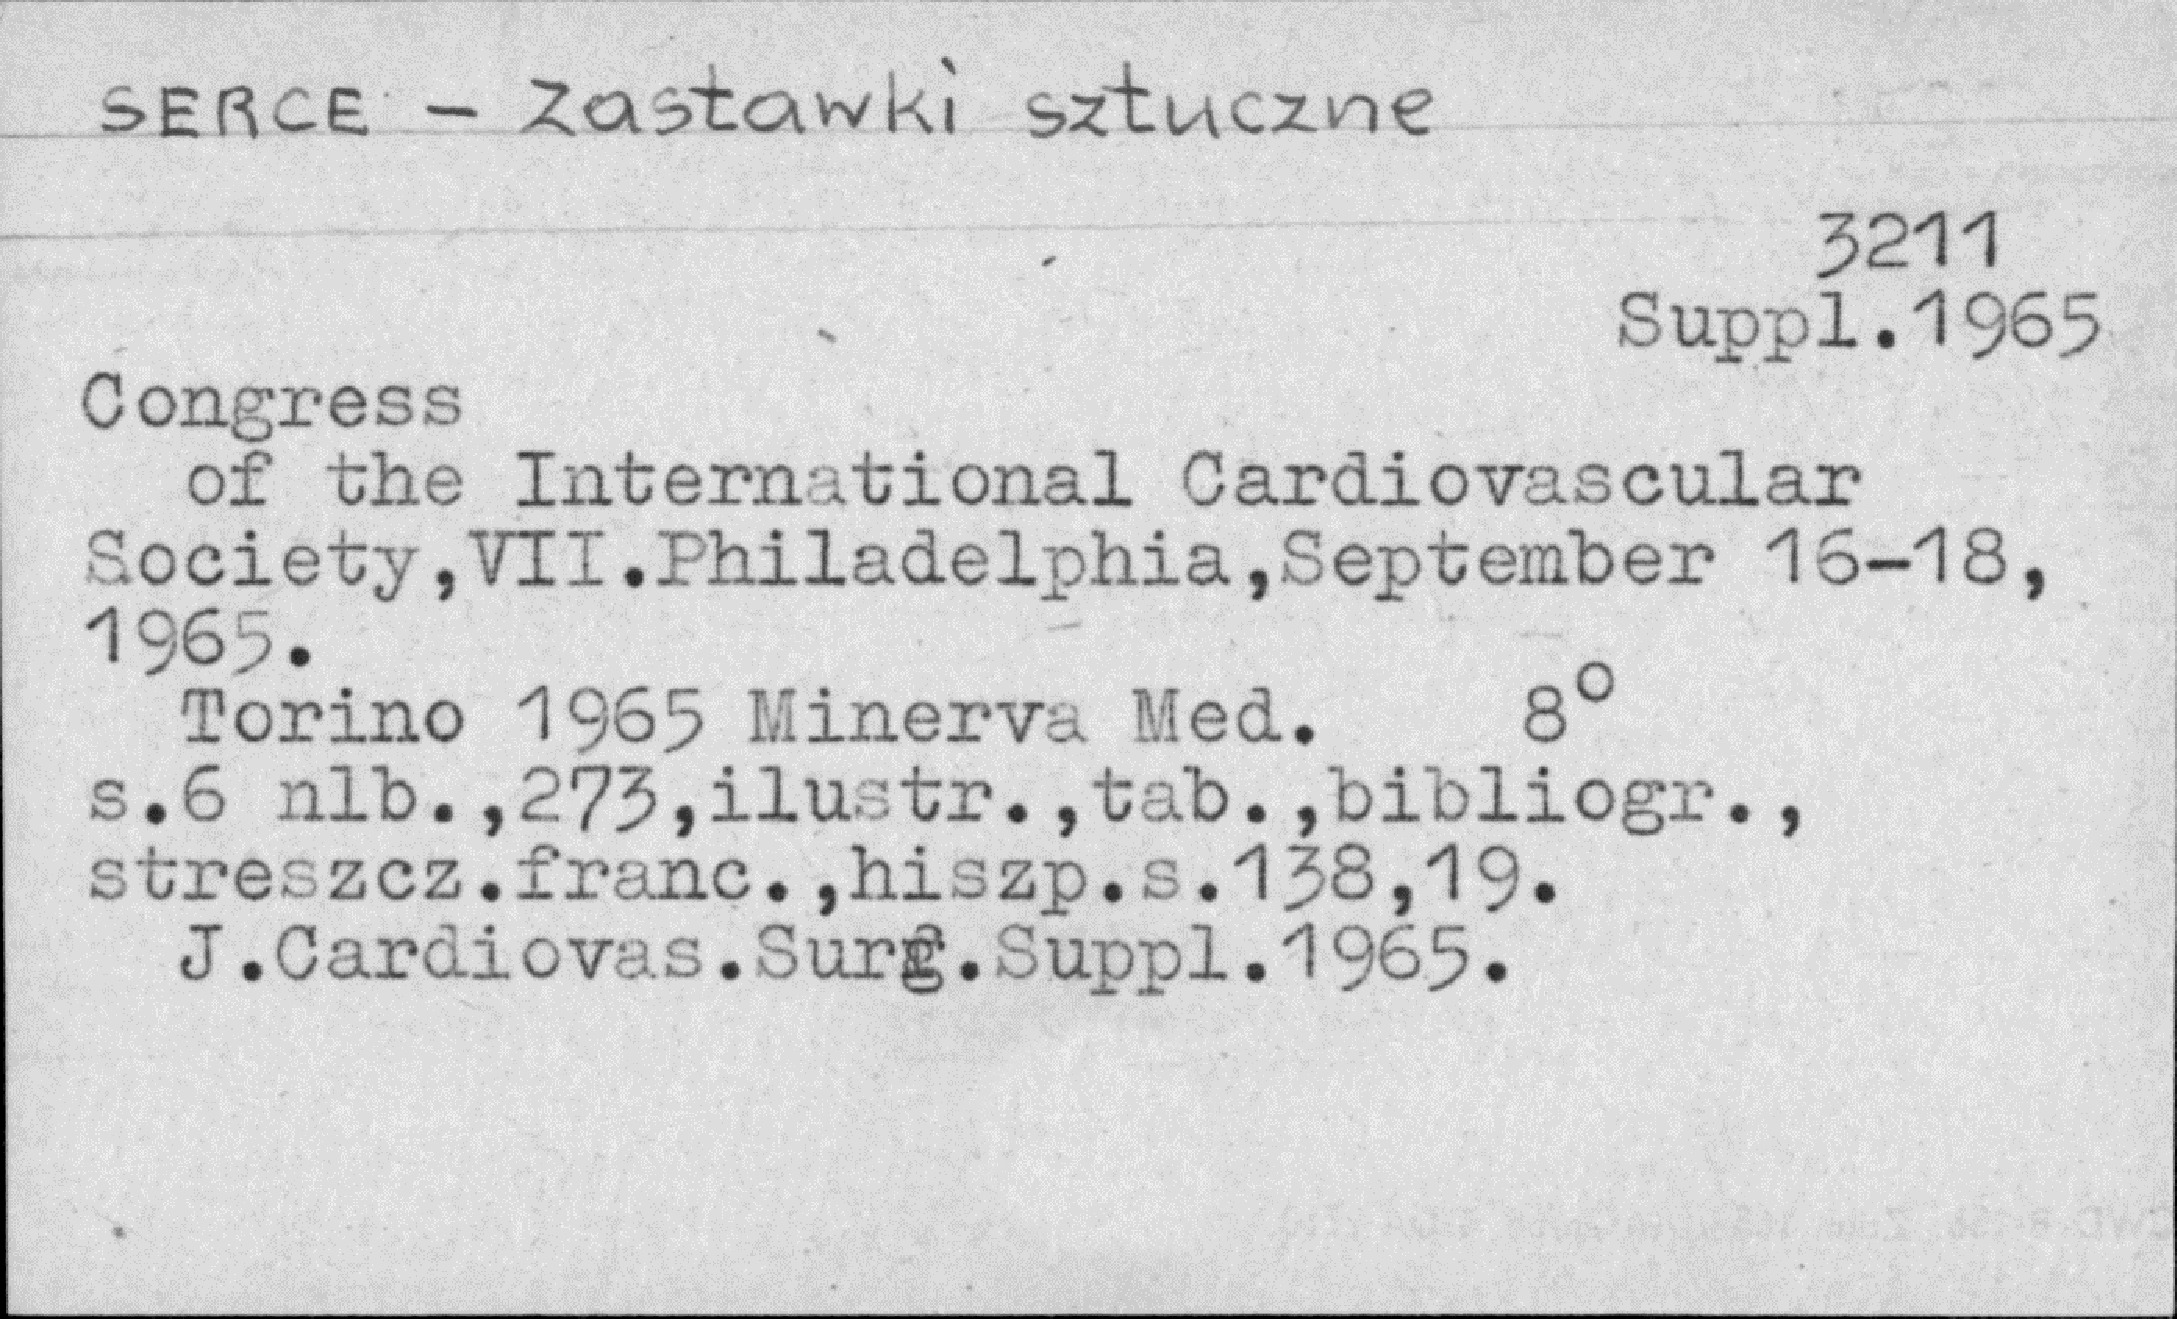 SERCE - Zastawki sztuczne
3211
Suppl.1965
Congress
of the International Cardiovascular
Society,VII.Philadelphia,September 16-18,
1965.
Torino 1965 Minerva Med. 8°
s.6 nlb.,273,ilustr.,tab.,bibliogr.,
streszcz.franc.,hiszp.s.138,19.
J.Cardiovas.Surg.Suppl.1965.